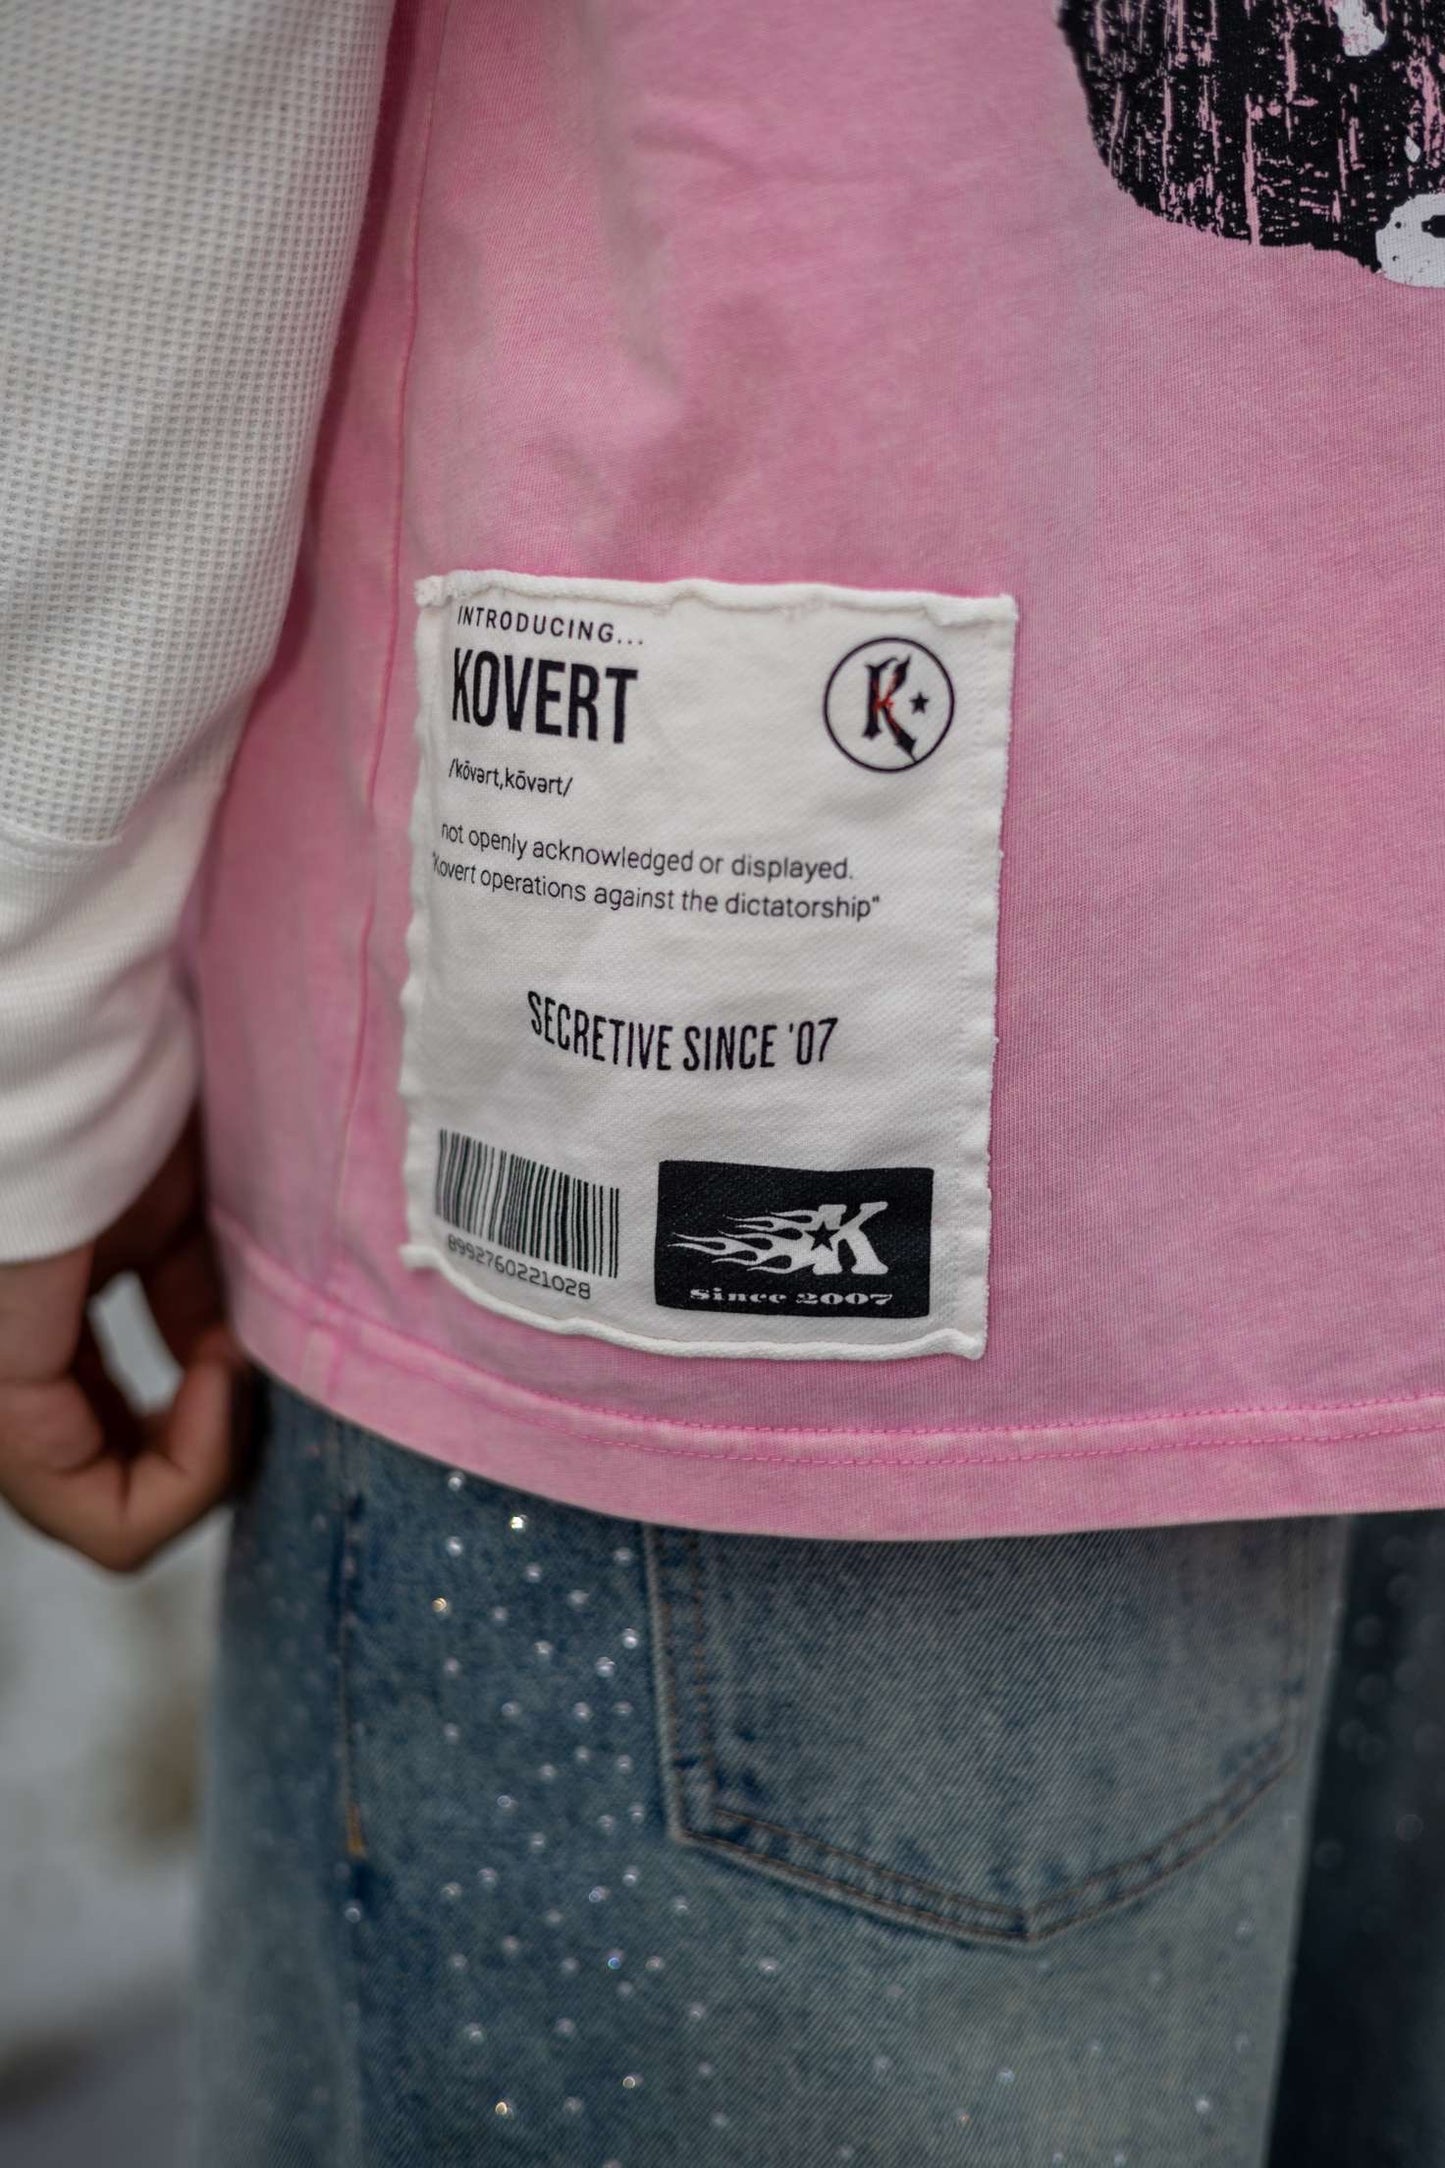 INTRODUCING...
KOVERT
/kōvərt,kōvərt/
not openly acknowledged or displayed.
"Kovert operations against the dictatorship"
SECRETIVE SINCE '07
8992760221028
K
K
Since 2007